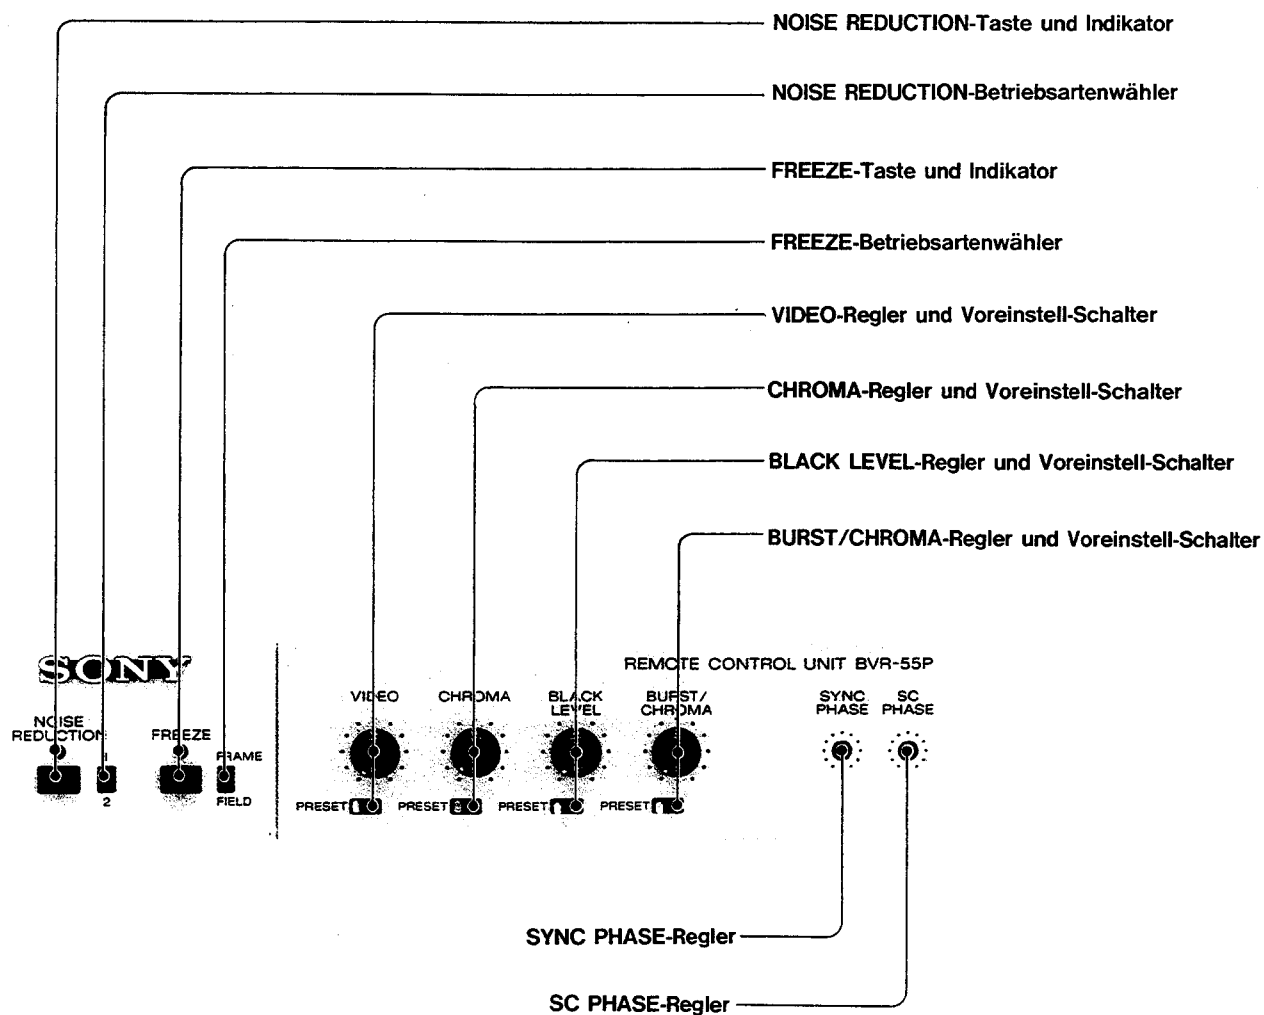 NOISE REDUCTION-Taste und Indikator
NOISE REDUCTION-Betriebsartenwähler
FREEZE-Taste und Indikator
FREEZE-Betriebsartenwähler
VIDEO-Regler und Voreinstell-Schalter
CHROMA-Regler und Voreinstell-Schalter
BLACK LEVEL-Regler und Voreinstell-Schalter
BURST/CHROMA-Regler und Voreinstell-Schalter
SONY
REMOTE CONTROL UNIT BVR-55P
NOISE
REDUCTION
1
2
FREEZE
FRAME
FIELD
VIDEO
CHROMA
BLACK
LEVEL
BURST/
CHROMA
SYNC
PHASE
SC
PHASE
PRESET
PRESET
PRESET
PRESET
SYNC PHASE-Regler
SC PHASE-Regler